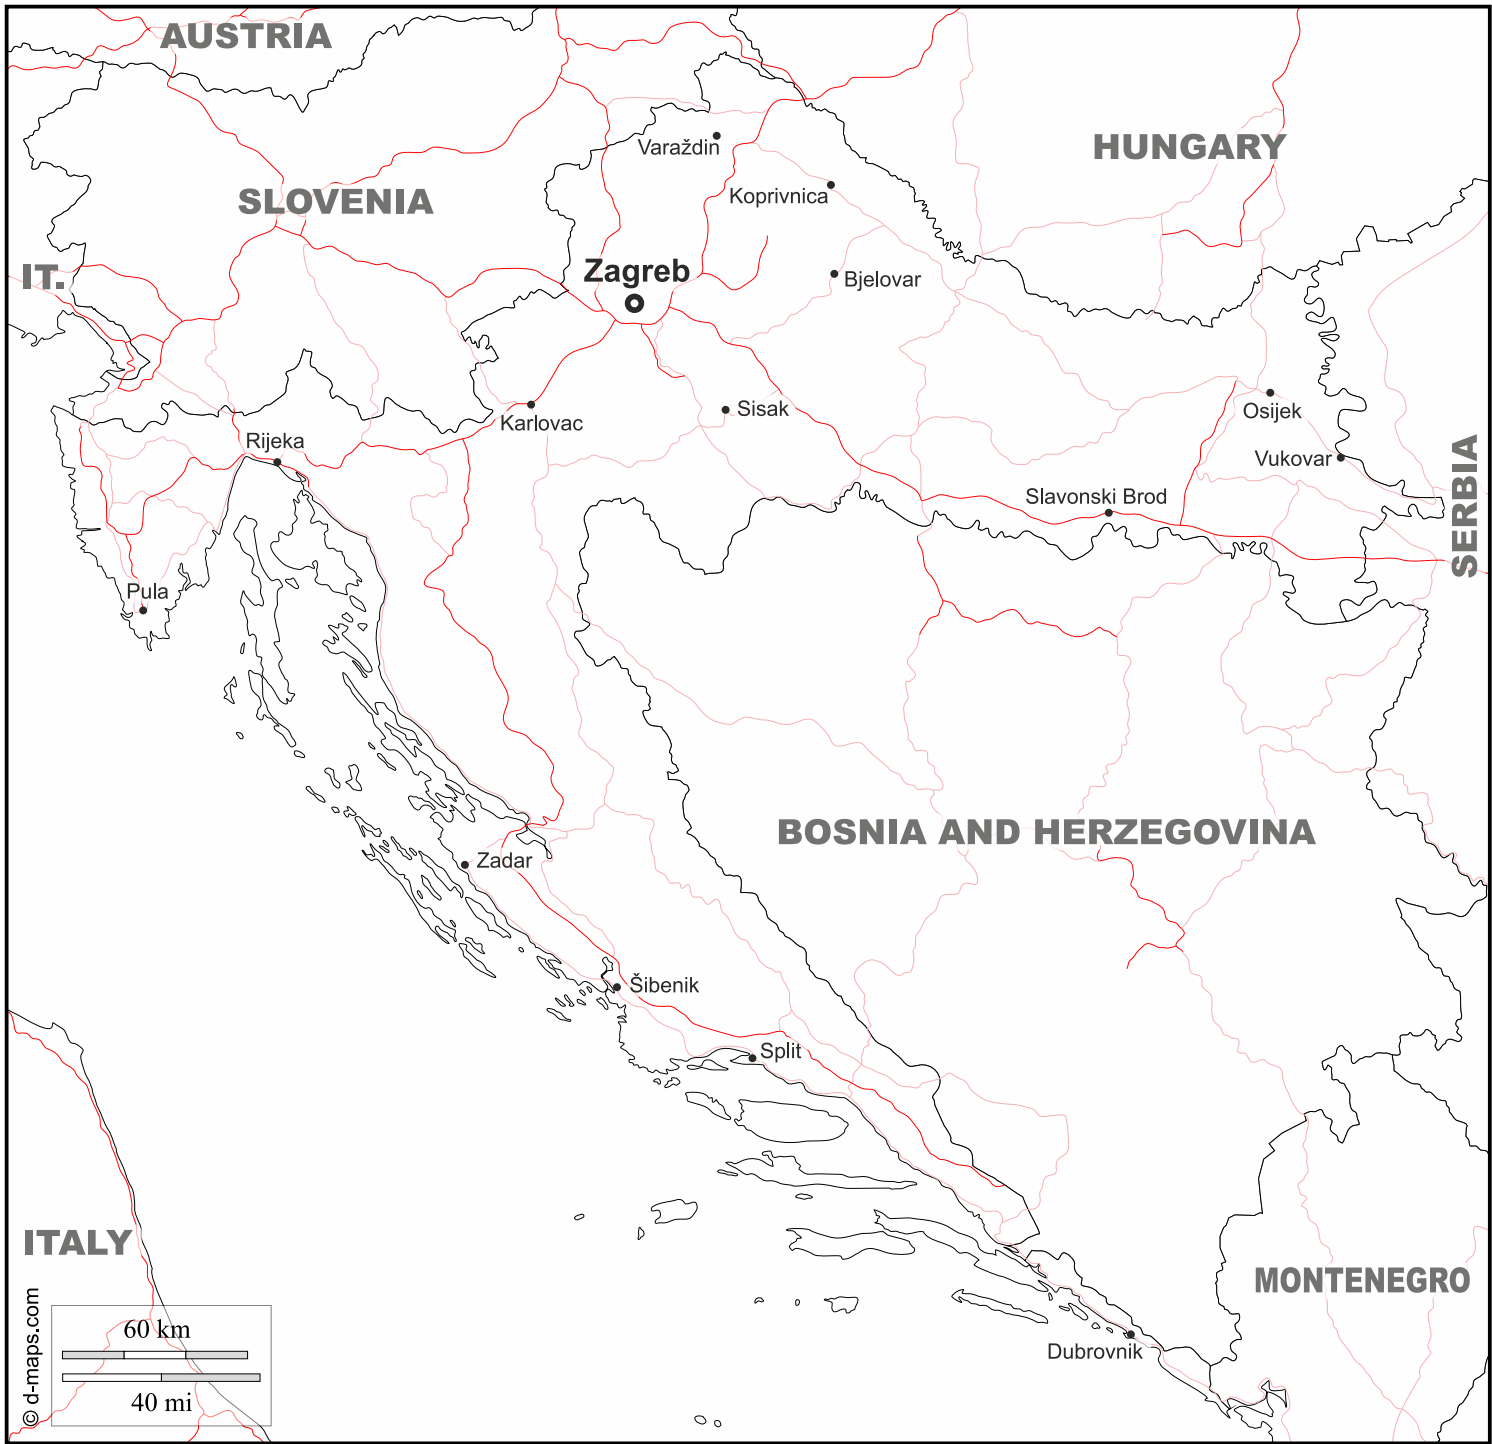 AUSTRIA
HUNGARY
Varaždin
Koprivnica
SLOVENIA
IT.
Zagreb
Bjelovar
Osijek
Sisak
Karlovac
Rijeka
Vukovar
Slavonski Brod
SERBIA
Pula
BOSNIA AND HERZEGOVINA
Zadar
Šibenik
Split
ITALY
MONTENEGRO
Dubrovnik
60 km
40 mi
© d-maps.com